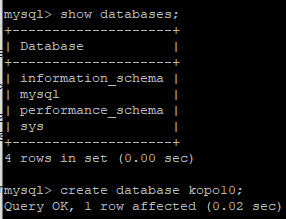 mysql> show databases;
+--------------------+
| Database           |
+--------------------+
| information_schema |
| mysql              |
| performance_schema |
| sys                |
+--------------------+
4 rows in set (0.00 sec)
mysql> create database kopo10;
Query OK, 1 row affected (0.02 sec)